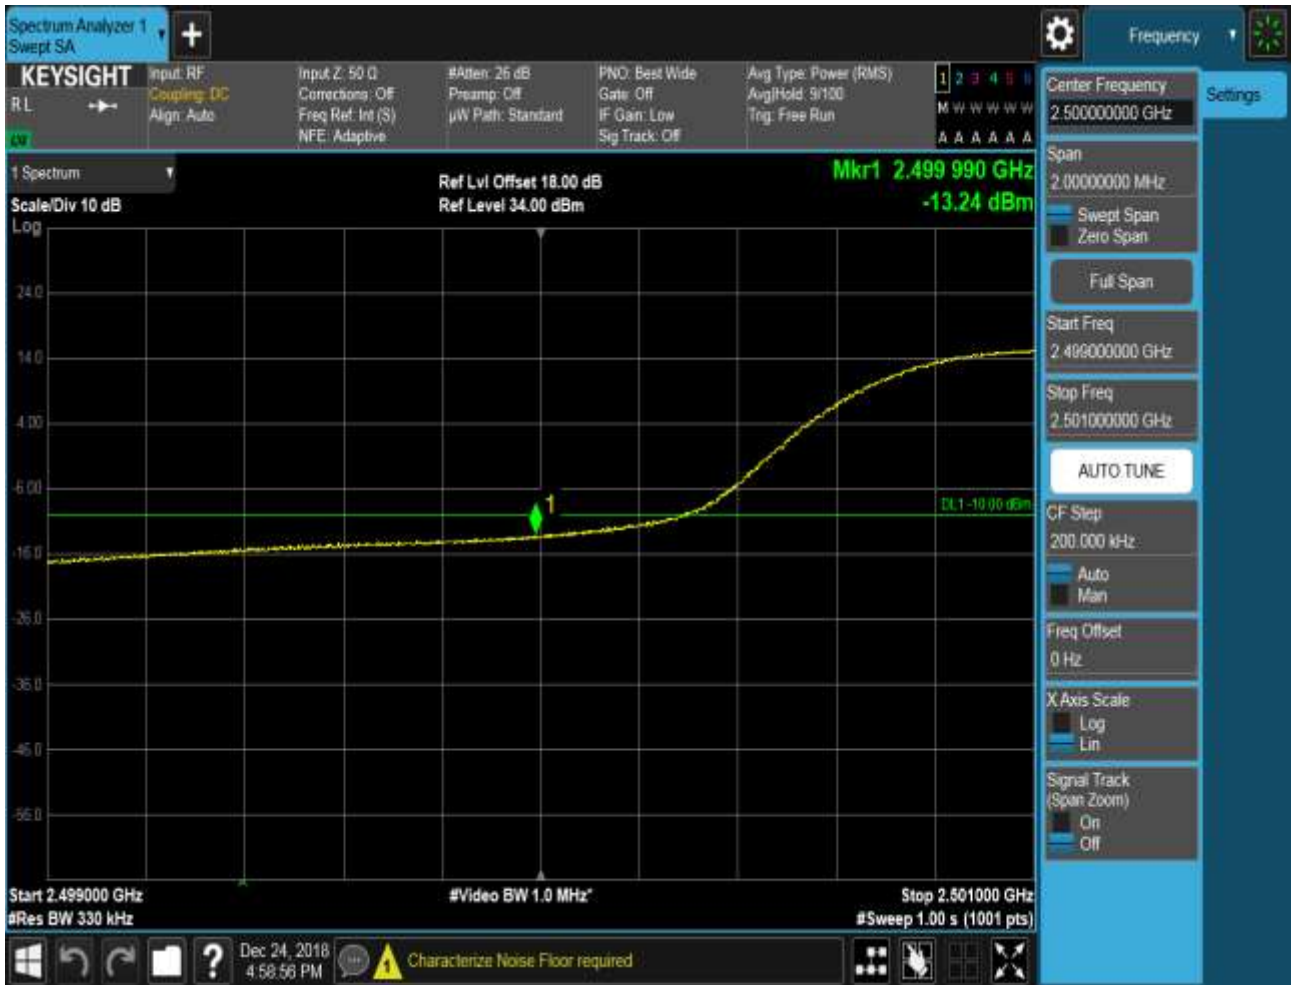 Spectrum Analyzer 1
Swept SA
+
Frequency
KEYSIGHT
RL
LW
Input: RF
Coupling: DC
Align: Auto
Input Z: 50 Ω
Corrections: Off
Freq Ref: Int (S)
NFE: Adaptive
#Atten: 26 dB
Preamp: Off
µW Path: Standard
PNO: Best Wide
Gate: Off
IF Gain: Low
Sig Track: Off
Avg Type: Power (RMS)
Avg|Hold: 9/100
Trig: Free Run
1 2 3 4 5 6
M W W W W W
A A A A A A
1 Spectrum
Scale/Div 10 dB
Log
Ref Lvl Offset 18.00 dB
Ref Level 34.00 dBm
Mkr1 2.499 990 GHz
-13.24 dBm
24.0
14.0
4.00
-6.00
-16.0
-26.0
-36.0
-46.0
-56.0
1
DL1 -10.00 dBm
Start 2.499000 GHz
#Res BW 330 kHz
#Video BW 1.0 MHz*
Stop 2.501000 GHz
#Sweep 1.00 s (1001 pts)
Center Frequency
2.500000000 GHz
Settings
Span
2.00000000 MHz
Swept Span
Zero Span
Full Span
Start Freq
2.499000000 GHz
Stop Freq
2.501000000 GHz
AUTO TUNE
CF Step
200.000 kHz
Auto
Man
Freq Offset
0 Hz
X Axis Scale
Log
Lin
Signal Track
(Span Zoom)
On
Off
?
Dec 24, 2018
4:58:56 PM
1
Characterize Noise Floor required